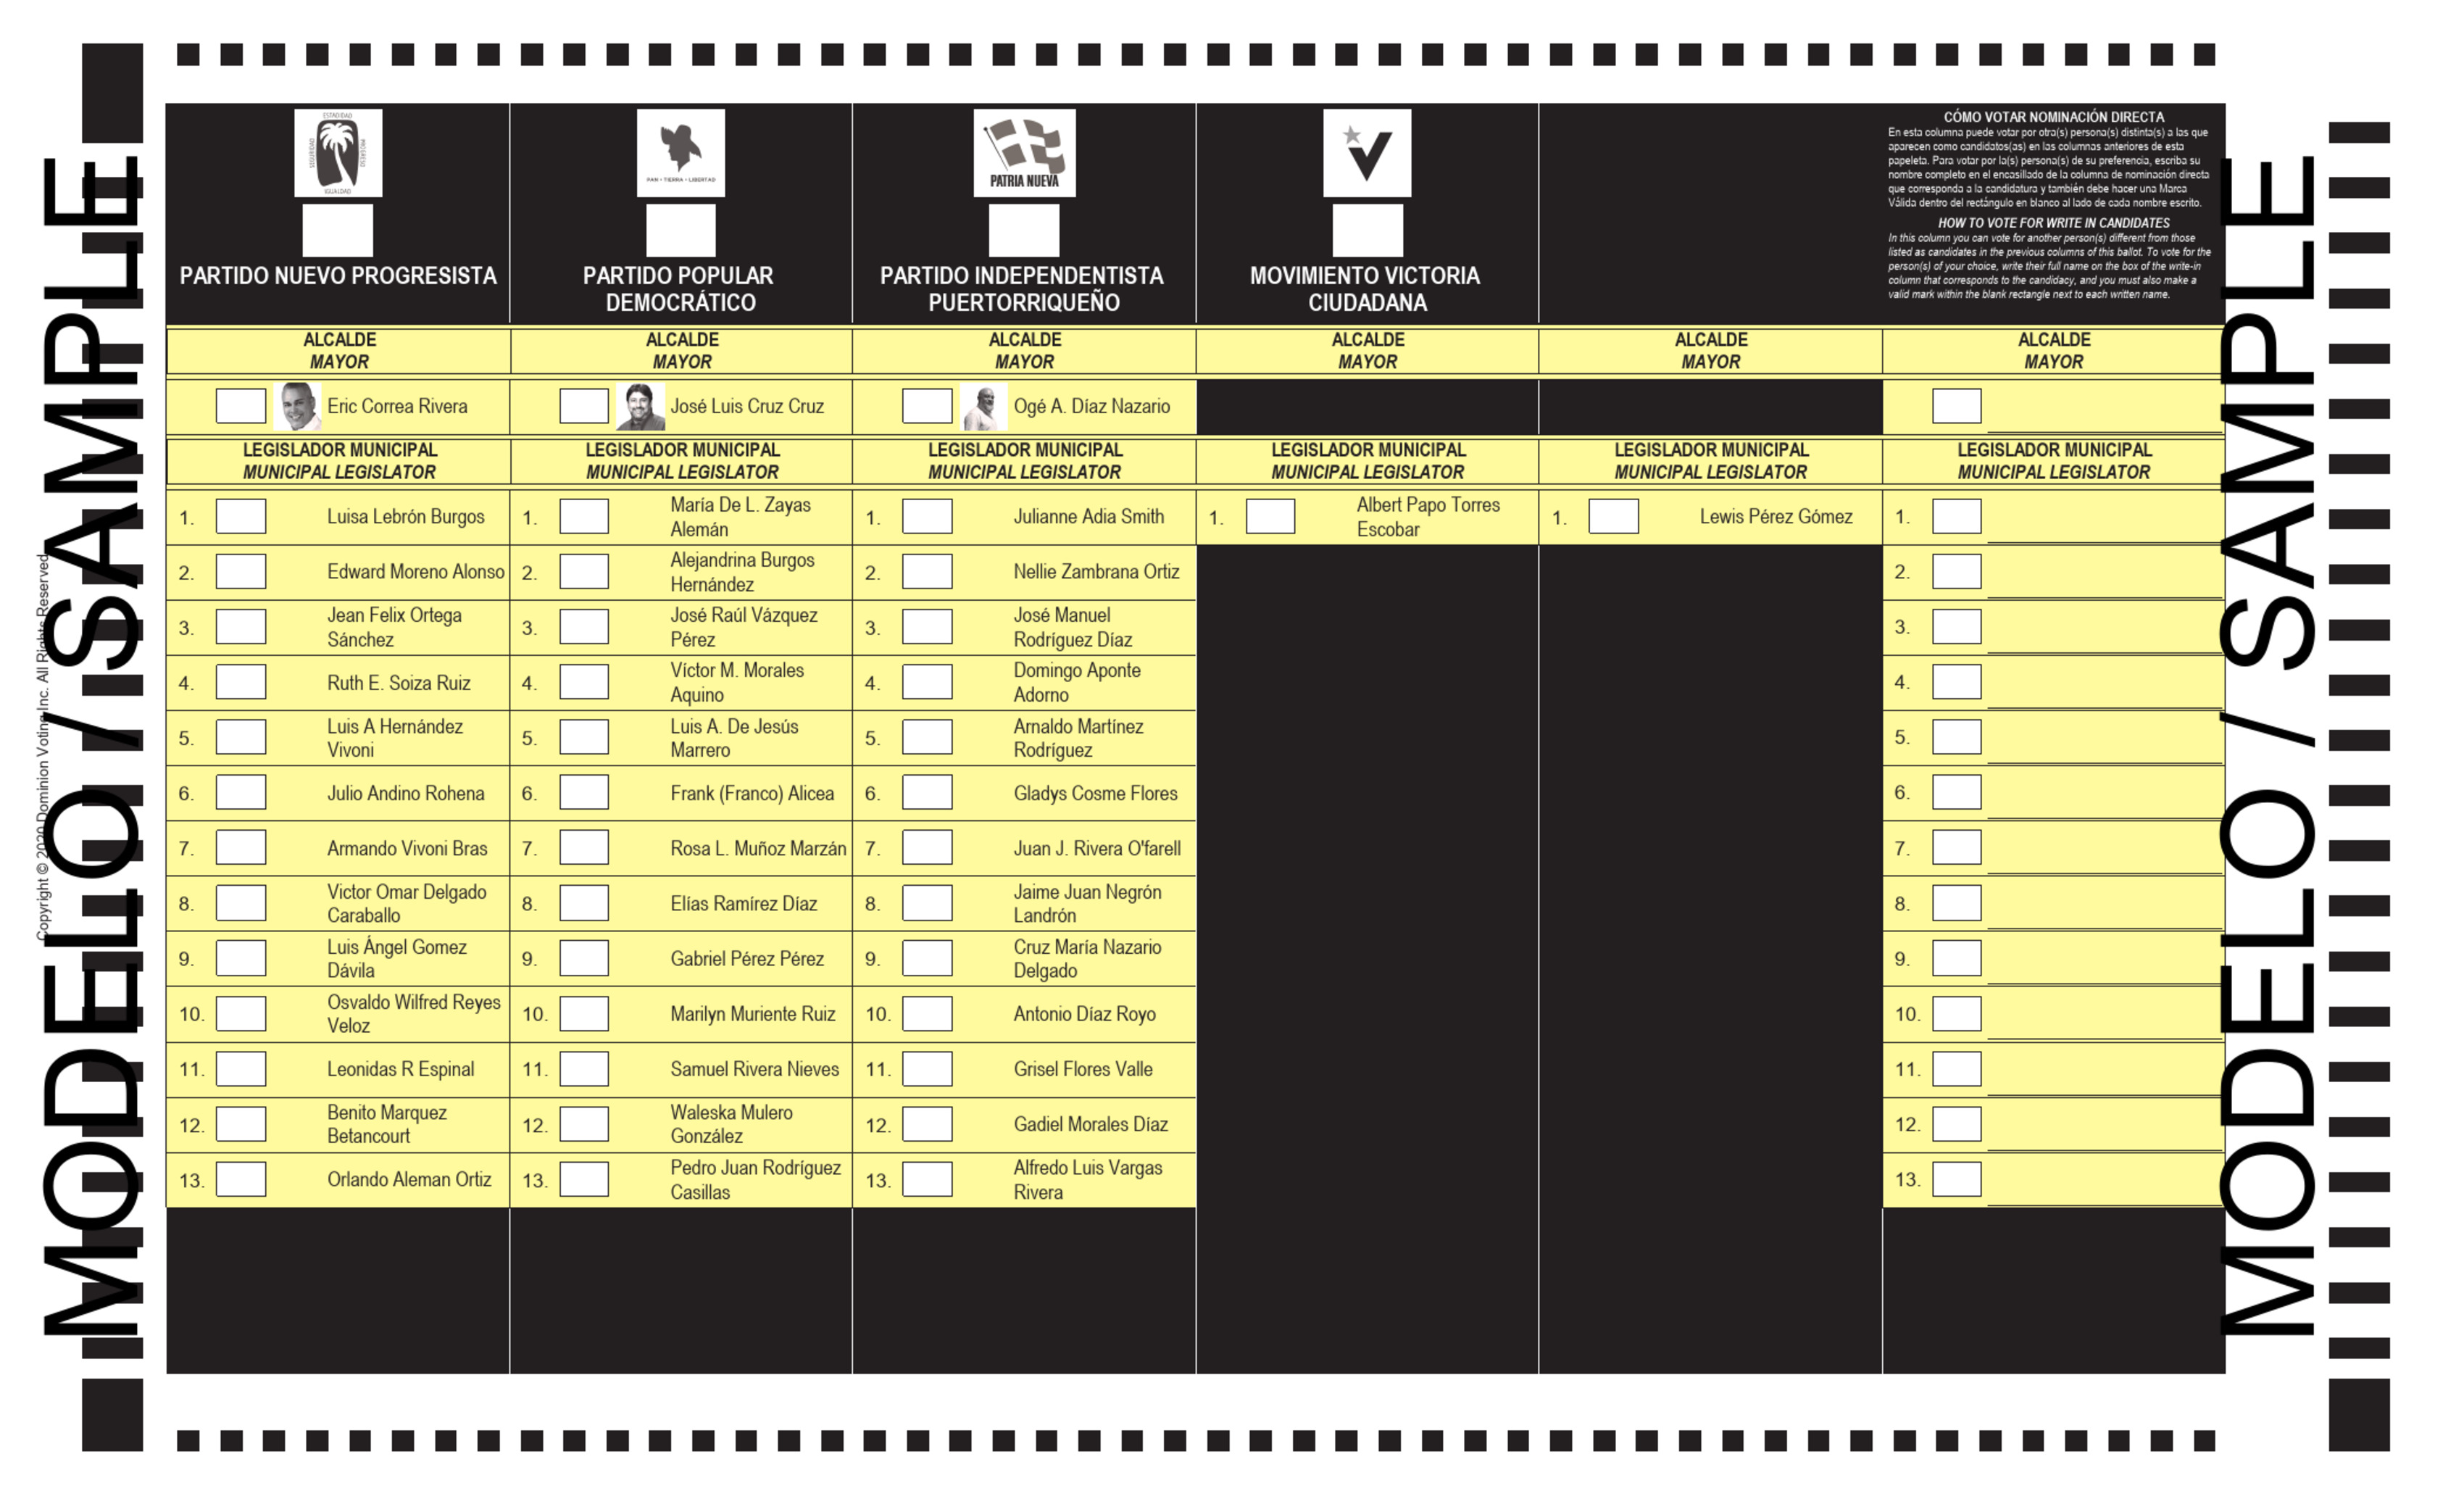 ESTADIDAD
SEGURIDAD
PROGRESO
IGUALDAD
PARTIDO NUEVO PROGRESISTA
PAN • TIERRA • LIBERTAD
PARTIDO POPULAR
DEMOCRÁTICO
PATRIA NUEVA
PARTIDO INDEPENDENTISTA
PUERTORRIQUEÑO
MOVIMIENTO VICTORIA
CIUDADANA
CÓMO VOTAR NOMINACIÓN DIRECTA
En esta columna puede votar por otra(s) persona(s) distinta(s) a las que
aparecen como candidatos(as) en las columnas anteriores de esta
papeleta. Para votar por la(s) persona(s) de su preferencia, escriba su
nombre completo en el encasillado de la columna de nominación directa
que corresponda a la candidatura y también debe hacer una Marca
Válida dentro del rectángulo en blanco al lado de cada nombre escrito.
HOW TO VOTE FOR WRITE IN CANDIDATES
In this column you can vote for another person(s) different from those
listed as candidates in the previous columns of this ballot. To vote for the
person(s) of your choice, write their full name on the box of the write-in
column that corresponds to the candidacy, and you must also make a
valid mark within the blank rectangle next to each written name.
ALCALDE
MAYOR
Eric Correa Rivera
LEGISLADOR MUNICIPAL
MUNICIPAL LEGISLATOR
1. Luisa Lebrón Burgos
2. Edward Moreno Alonso
3. Jean Felix Ortega
Sánchez
4. Ruth E. Soiza Ruiz
5. Luis A Hernández
Vivoni
6. Julio Andino Rohena
7. Armando Vivoni Bras
8. Victor Omar Delgado
Caraballo
9. Luis Ángel Gomez
Dávila
10. Osvaldo Wilfred Reyes
Veloz
11. Leonidas R Espinal
12. Benito Marquez
Betancourt
13. Orlando Aleman Ortiz
ALCALDE
MAYOR
José Luis Cruz Cruz
LEGISLADOR MUNICIPAL
MUNICIPAL LEGISLATOR
1. María De L. Zayas
Alemán
2. Alejandrina Burgos
Hernández
3. José Raúl Vázquez
Pérez
4. Víctor M. Morales
Aquino
5. Luis A. De Jesús
Marrero
6. Frank (Franco) Alicea
7. Rosa L. Muñoz Marzán
8. Elías Ramírez Díaz
9. Gabriel Pérez Pérez
10. Marilyn Muriente Ruiz
11. Samuel Rivera Nieves
12. Waleska Mulero
González
13. Pedro Juan Rodríguez
Casillas
ALCALDE
MAYOR
Ogé A. Díaz Nazario
LEGISLADOR MUNICIPAL
MUNICIPAL LEGISLATOR
1. Julianne Adia Smith
2. Nellie Zambrana Ortiz
3. José Manuel
Rodríguez Díaz
4. Domingo Aponte
Adorno
5. Arnaldo Martínez
Rodríguez
6. Gladys Cosme Flores
7. Juan J. Rivera O'farell
8. Jaime Juan Negrón
Landrón
9. Cruz María Nazario
Delgado
10. Antonio Díaz Royo
11. Grisel Flores Valle
12. Gadiel Morales Díaz
13. Alfredo Luis Vargas
Rivera
ALCALDE
MAYOR
LEGISLADOR MUNICIPAL
MUNICIPAL LEGISLATOR
1. Albert Papo Torres
Escobar
ALCALDE
MAYOR
LEGISLADOR MUNICIPAL
MUNICIPAL LEGISLATOR
1. Lewis Pérez Gómez
ALCALDE
MAYOR
LEGISLADOR MUNICIPAL
MUNICIPAL LEGISLATOR
1.
2.
3.
4.
5.
6.
7.
8.
9.
10.
11.
12.
13.
MODELO / SAMPLE
MODELO / SAMPLE
Copyright © 2020 Dominion Voting Inc. All Rights Reserved